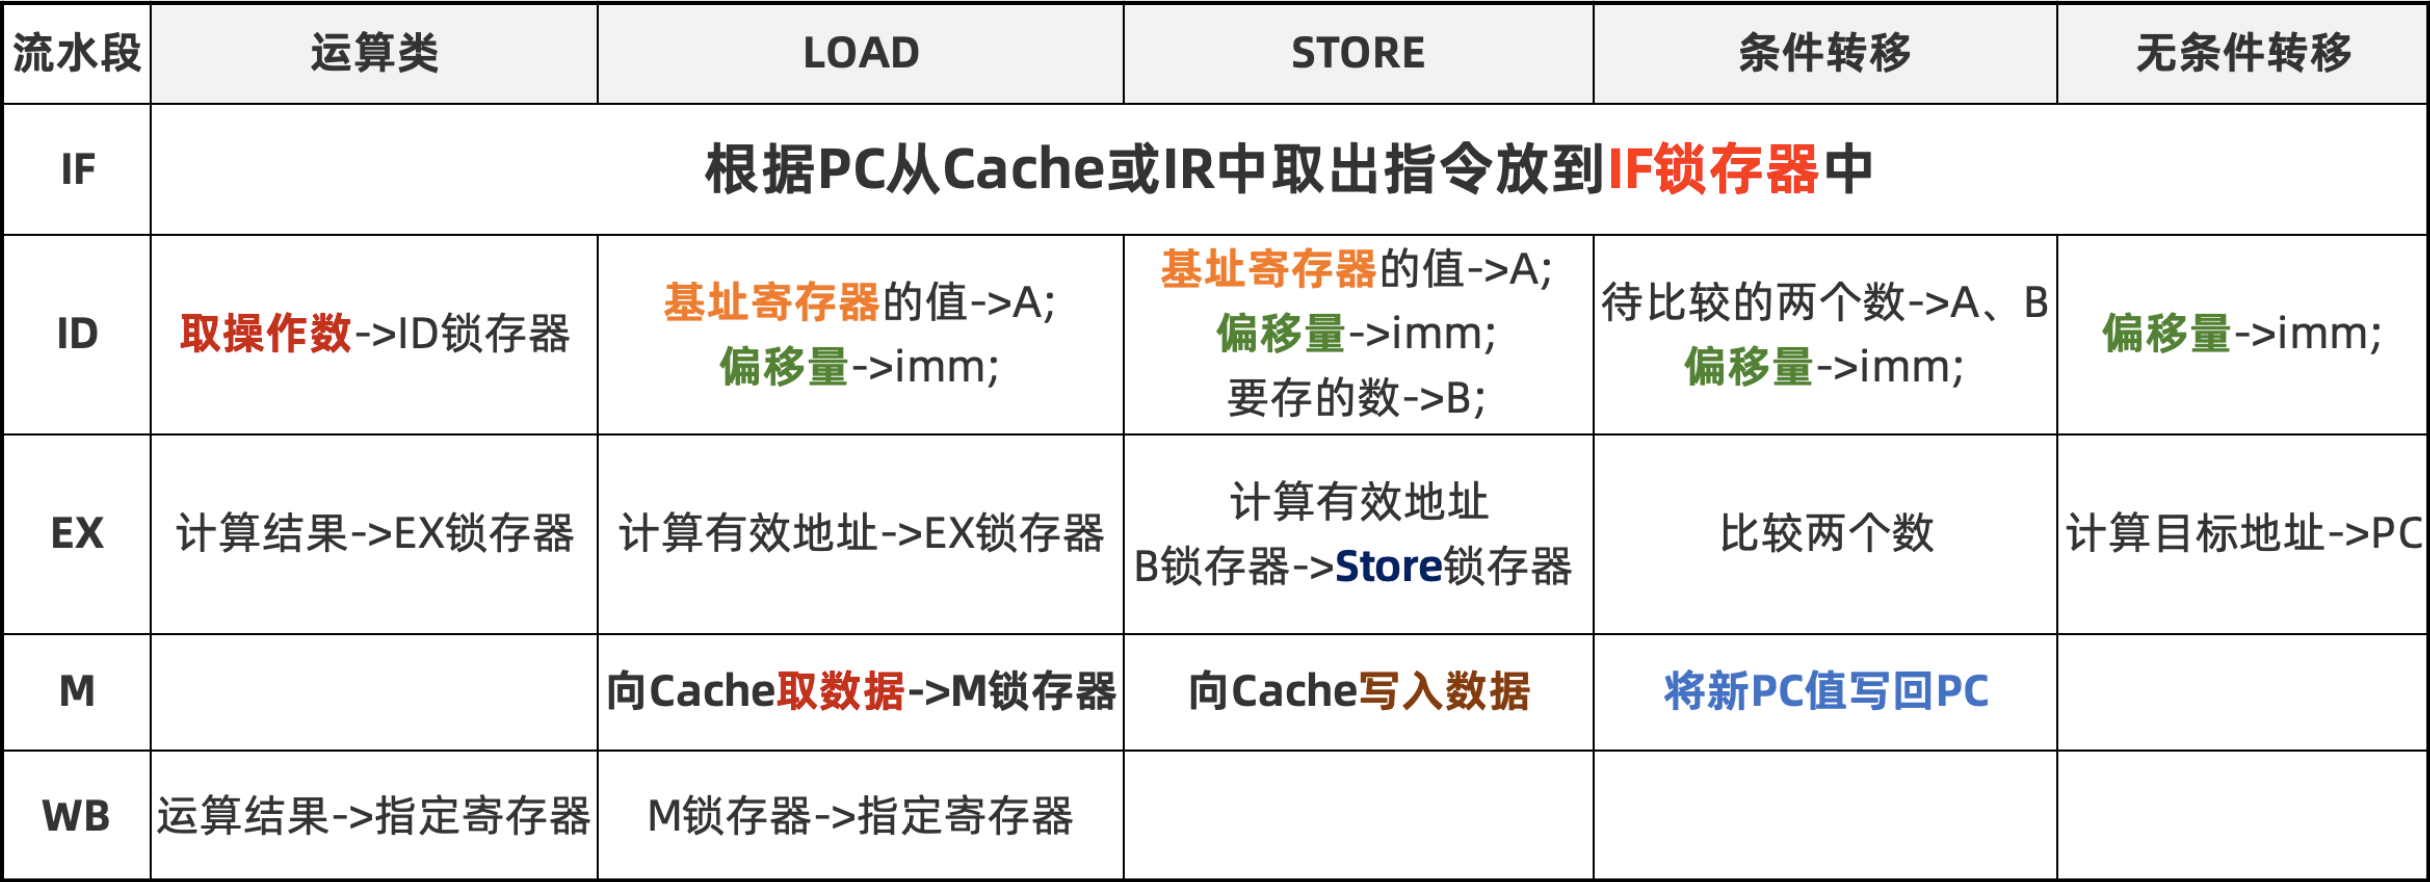 流水段 运算类 LOAD STORE 条件转移 无条件转移
IF 根据PC从Cache或IR中取出指令放到IF锁存器中
ID
取操作数->ID锁存器
基址寄存器的值->A;
偏移量->imm;
基址寄存器的值->A;
偏移量->imm;
要存的数->B;
待比较的两个数->A、B
偏移量->imm;
偏移量->imm;
EX
计算结果->EX锁存器
计算有效地址->EX锁存器
计算有效地址
B锁存器->Store锁存器
比较两个数
计算目标地址->PC
M
向Cache取数据->M锁存器
向Cache写入数据
将新PC值写回PC
WB
运算结果->指定寄存器
M锁存器->指定寄存器